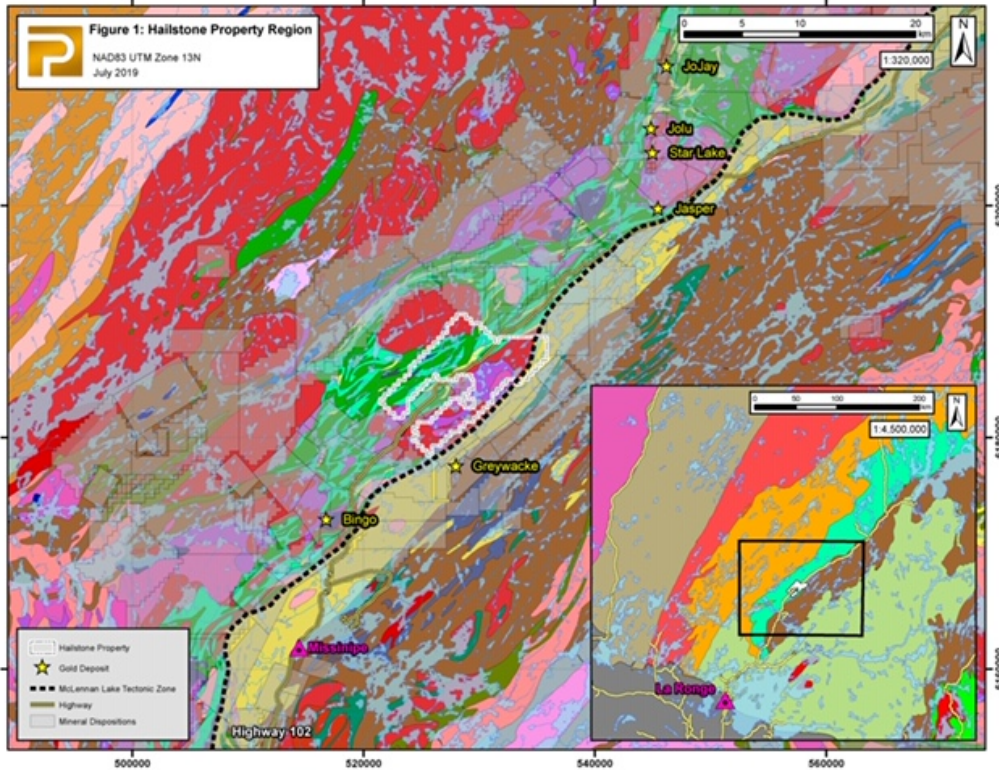 Figure 1: Hailstone Property Region
NAD83 UTM Zone 13N
July 2019
0 5 10 20
km
N
1:320,000
JoJay
Jolu
Star Lake
Jasper
Greywacke
Bingo
Missinipe
Highway 102
Hailstone Property
Gold Deposit
McLennan Lake Tectonic Zone
Highway
Mineral Dispositions
0 50 100 200
km
N
1:4,500,000
La Ronge
500000 520000 540000 560000